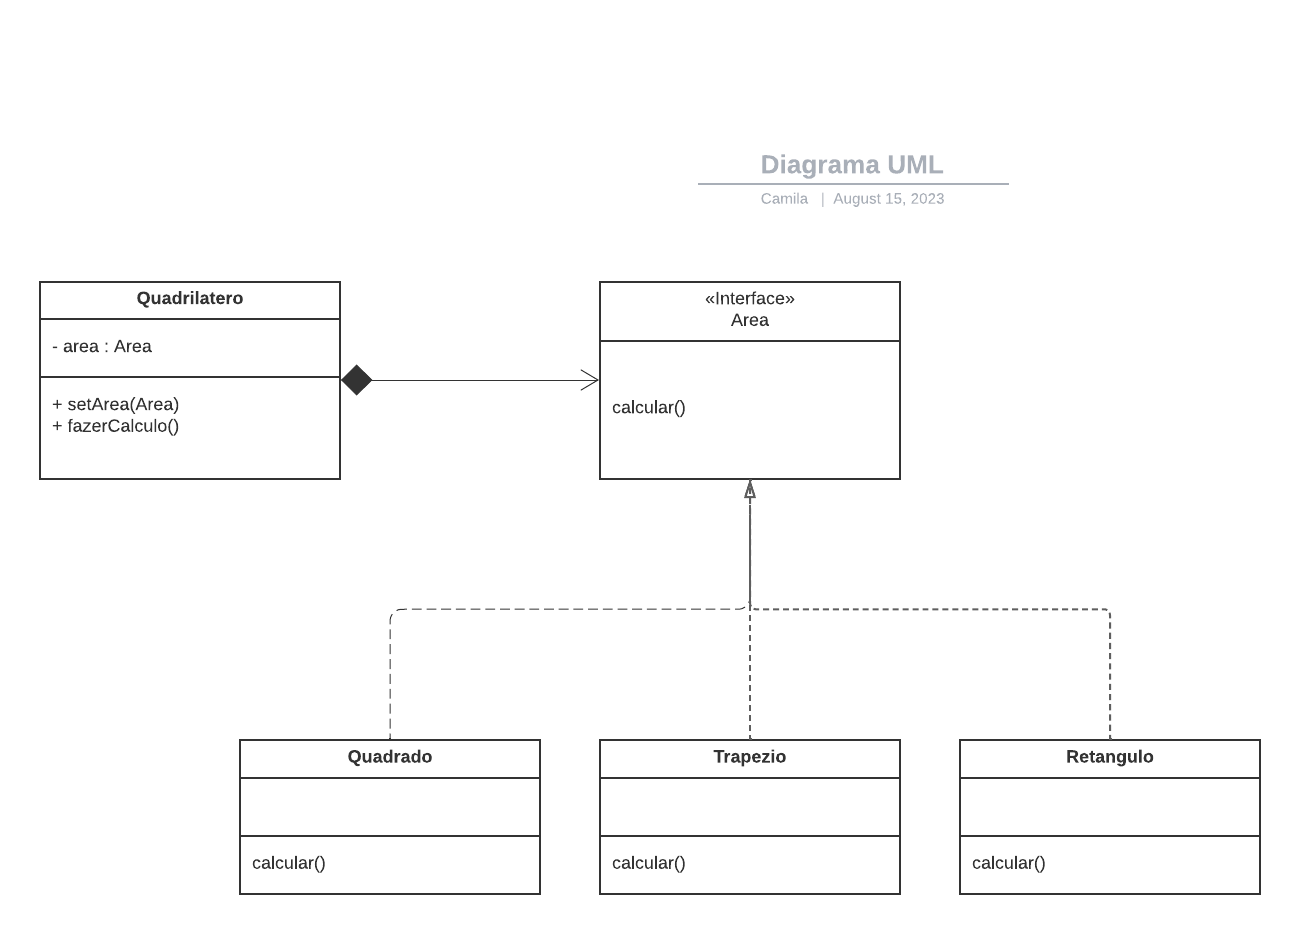 Diagrama UML
Camila | August 15, 2023
Quadrilatero
- area : Area
+ setArea(Area)
+ fazerCalculo()
«Interface»
Area
calcular()
Quadrado
calcular()
Trapezio
calcular()
Retangulo
calcular()